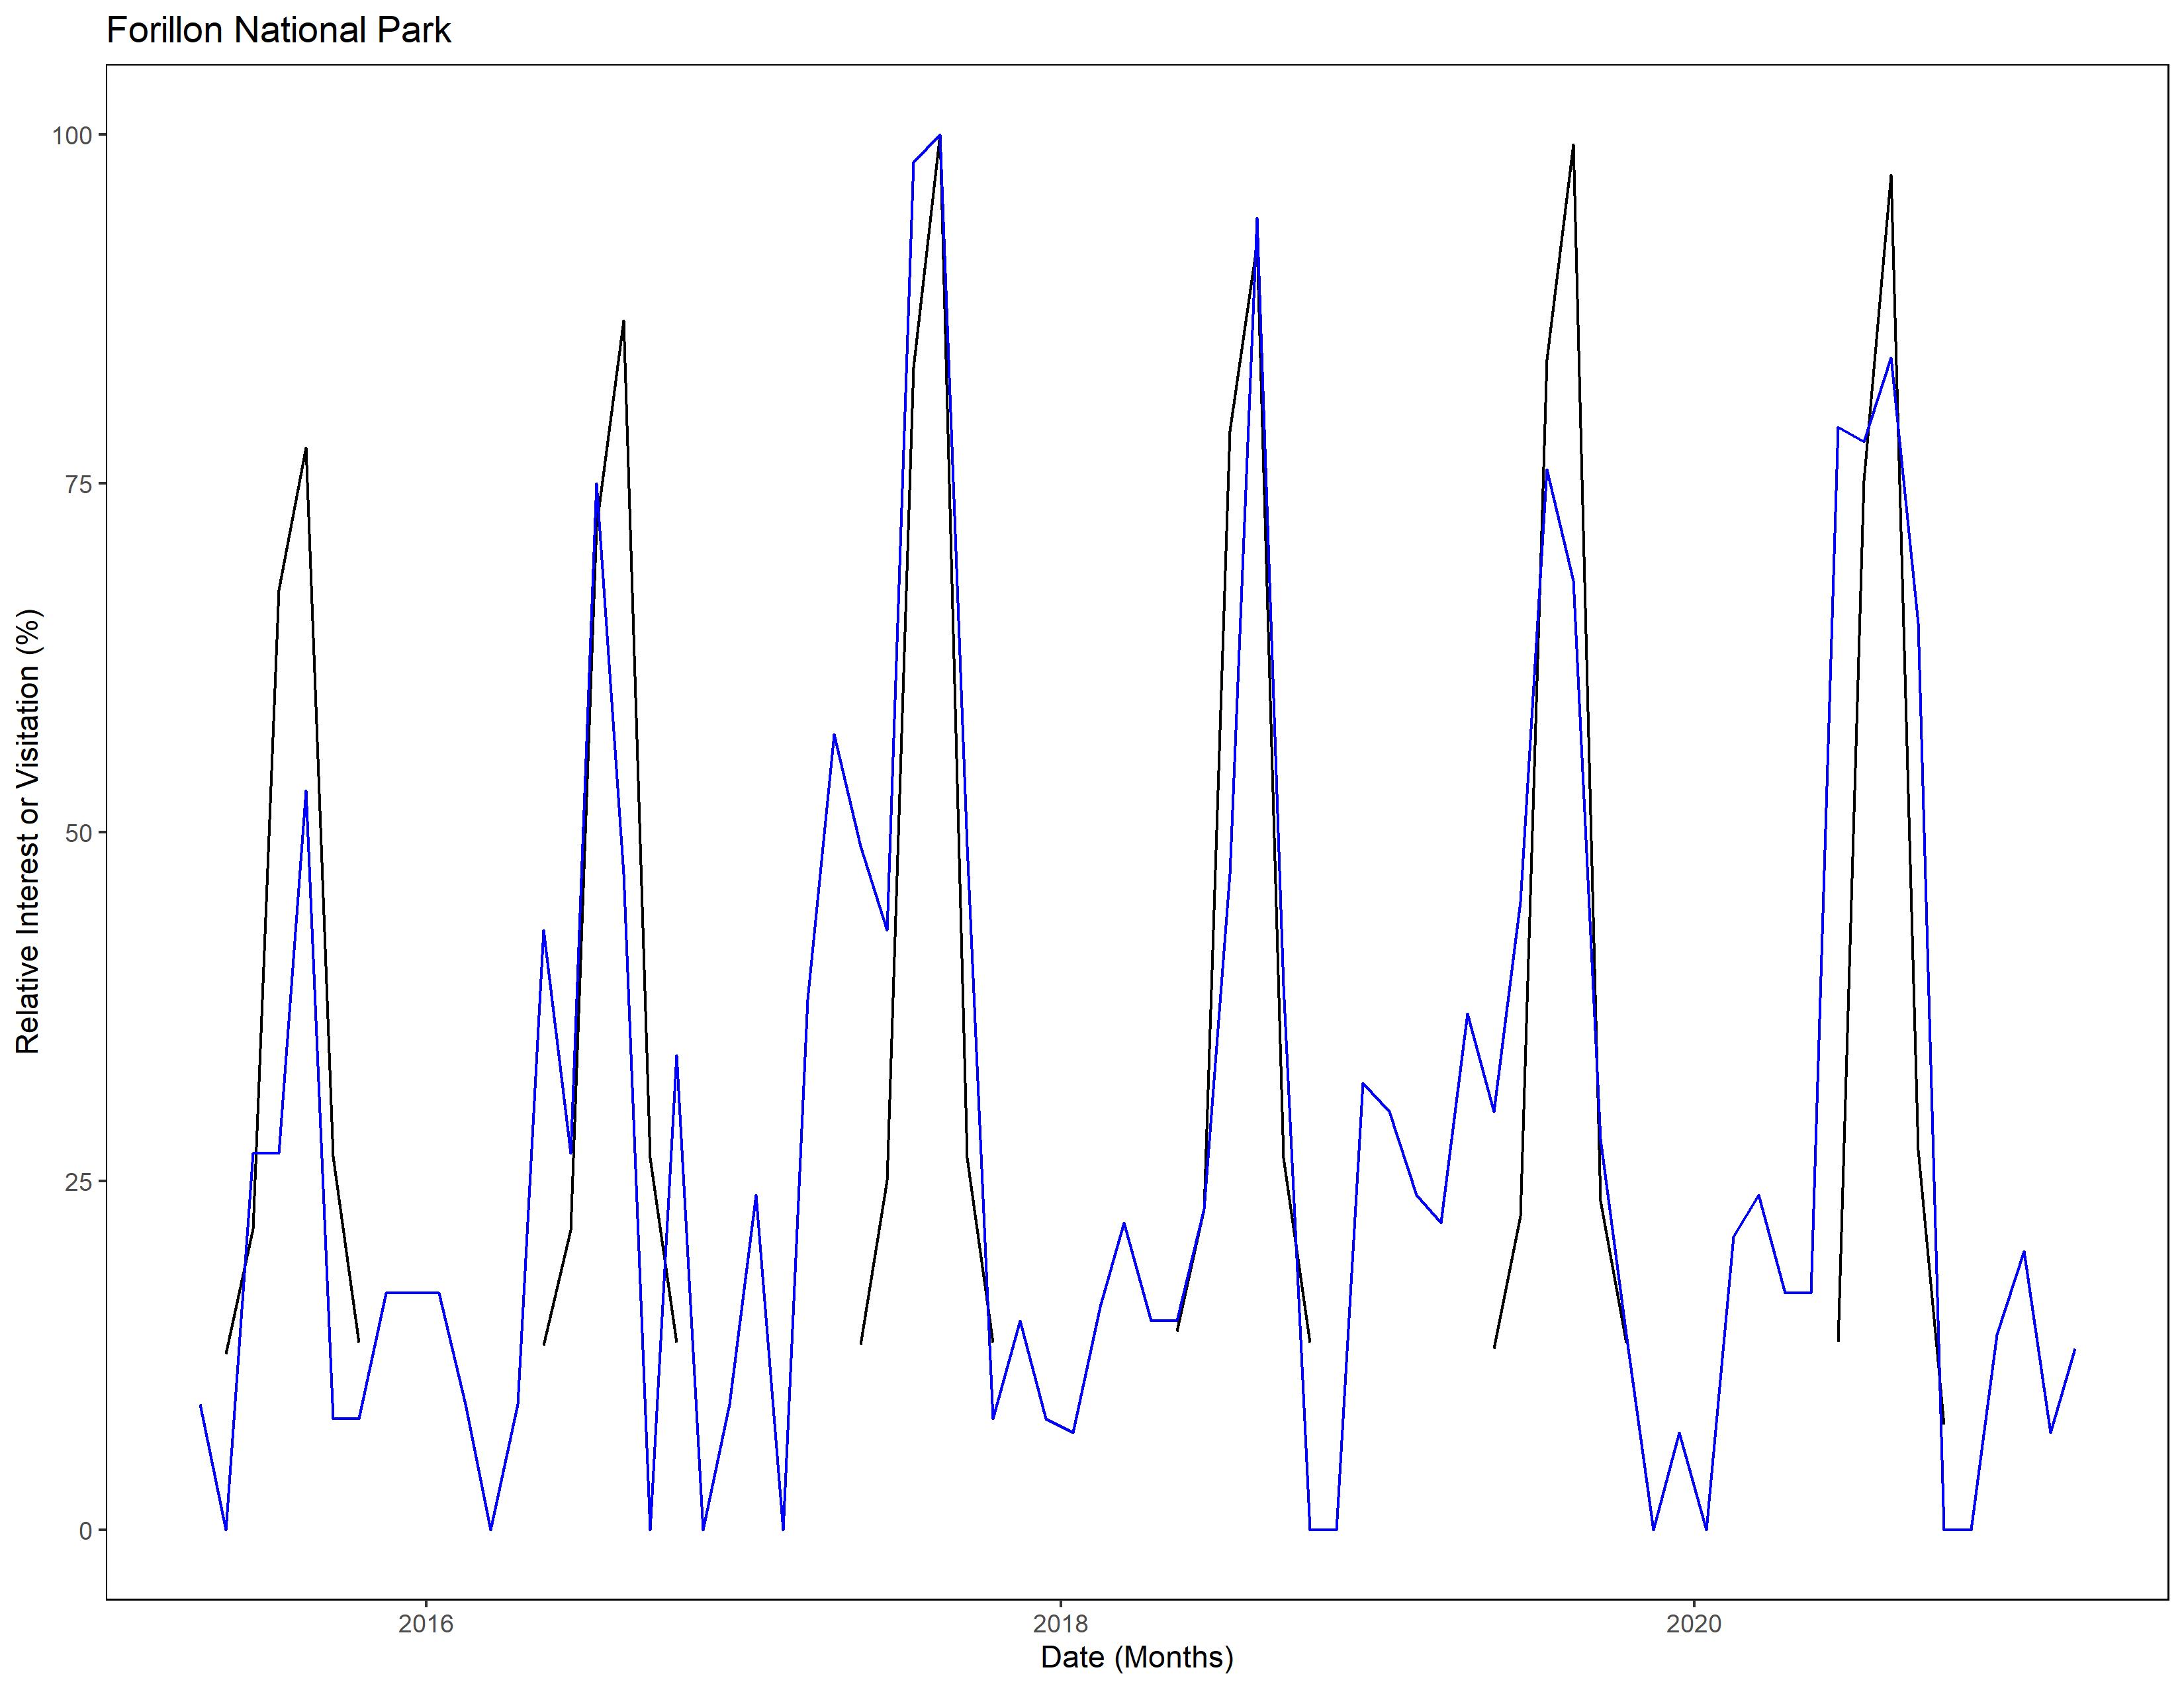 Forillon National Park
Relative Interest or Visitation (%)
100
75
50
25
0
2016
2018
2020
Date (Months)